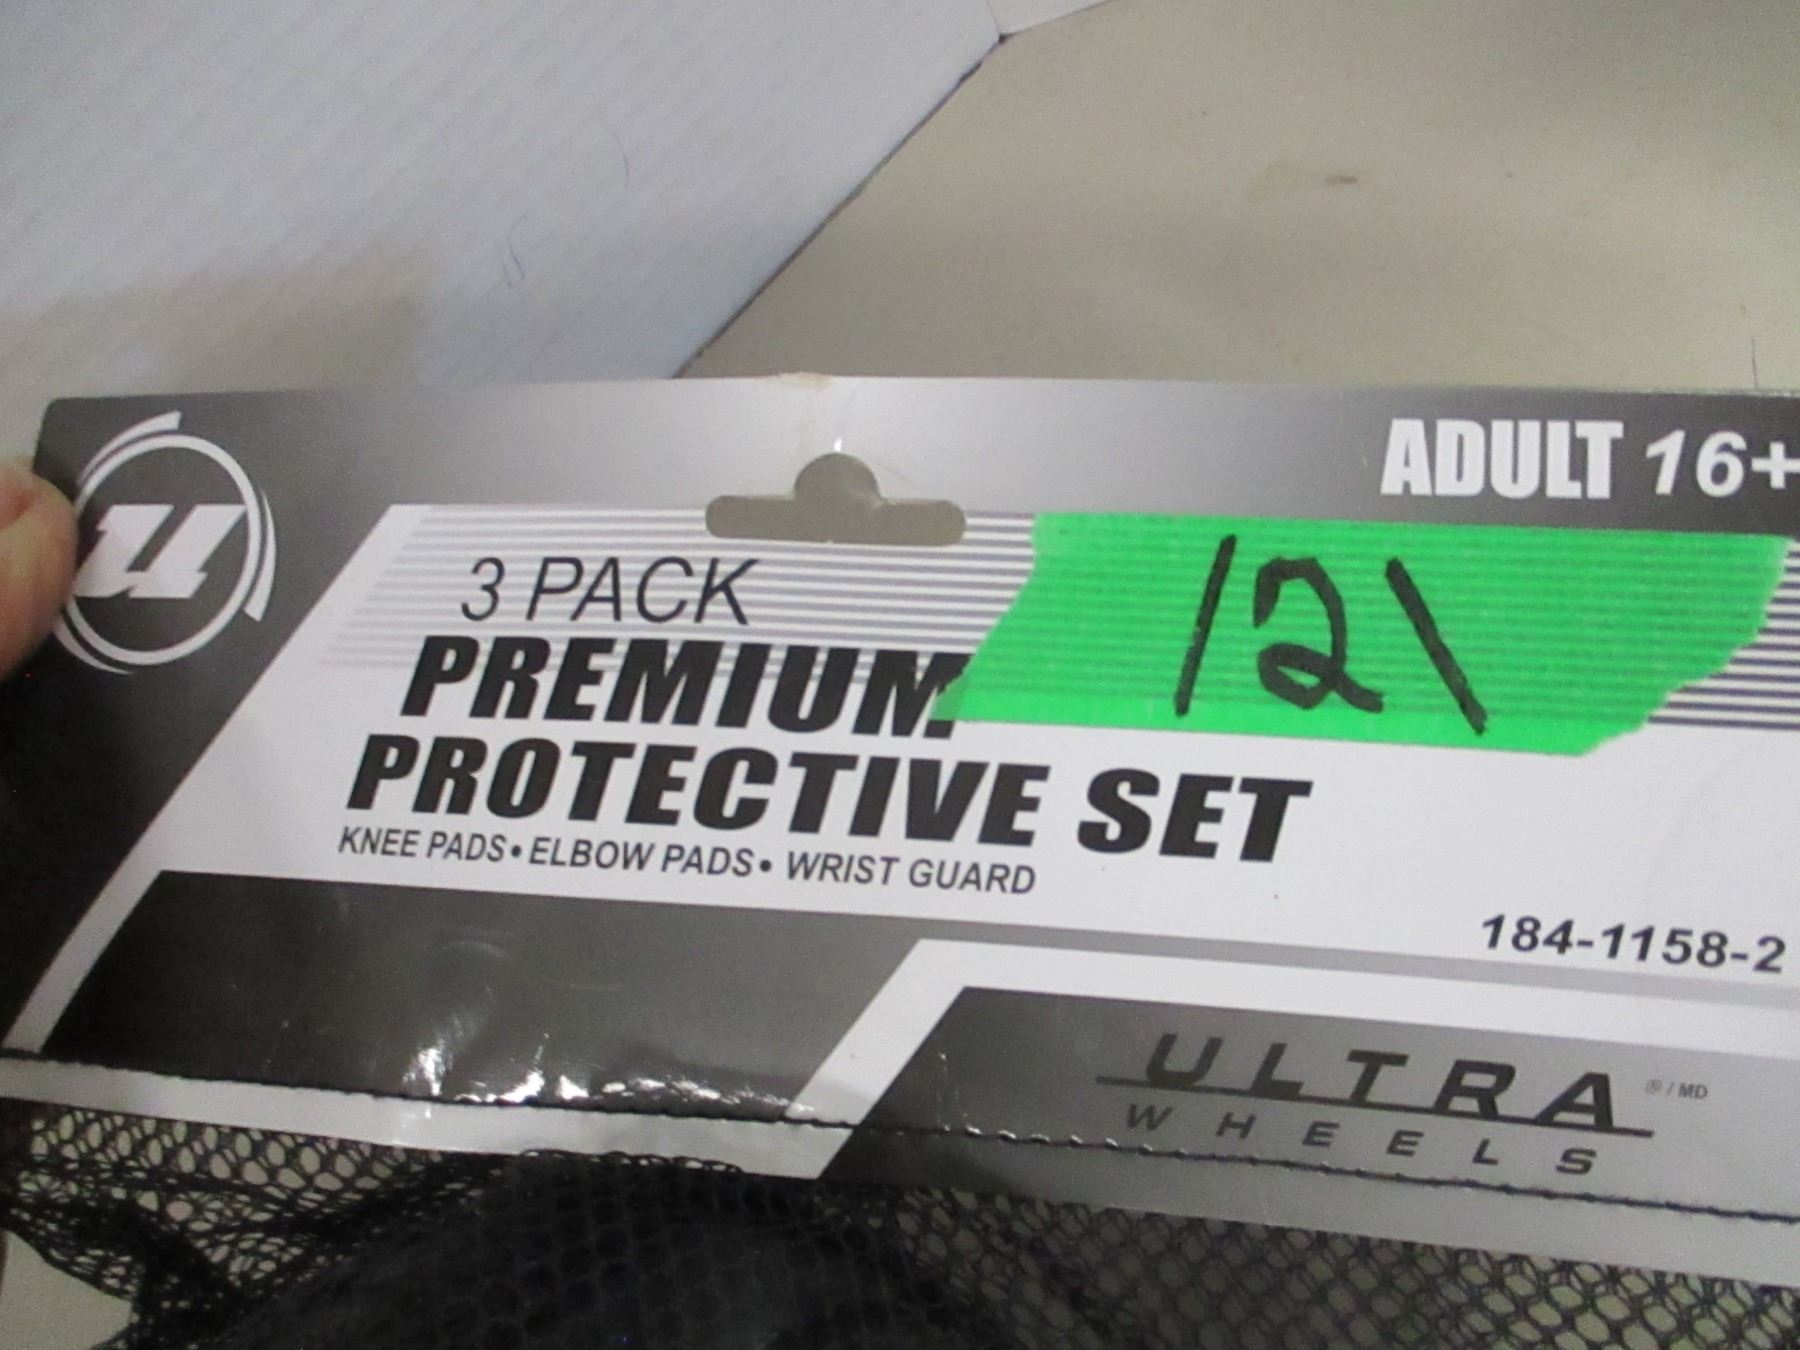 u
ADULT 16+
3 PACK
121
PREMIUM
PROTECTIVE SET
KNEE PADS • ELBOW PADS • WRIST GUARD
184-1158-2
ULTRA ®/MD
WHEELS